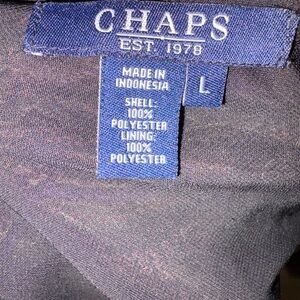 CHAPS
EST. 1978
MADE IN
INDONESIA
L
SHELL:
100%
POLYESTER
LINING:
100%
POLYESTER